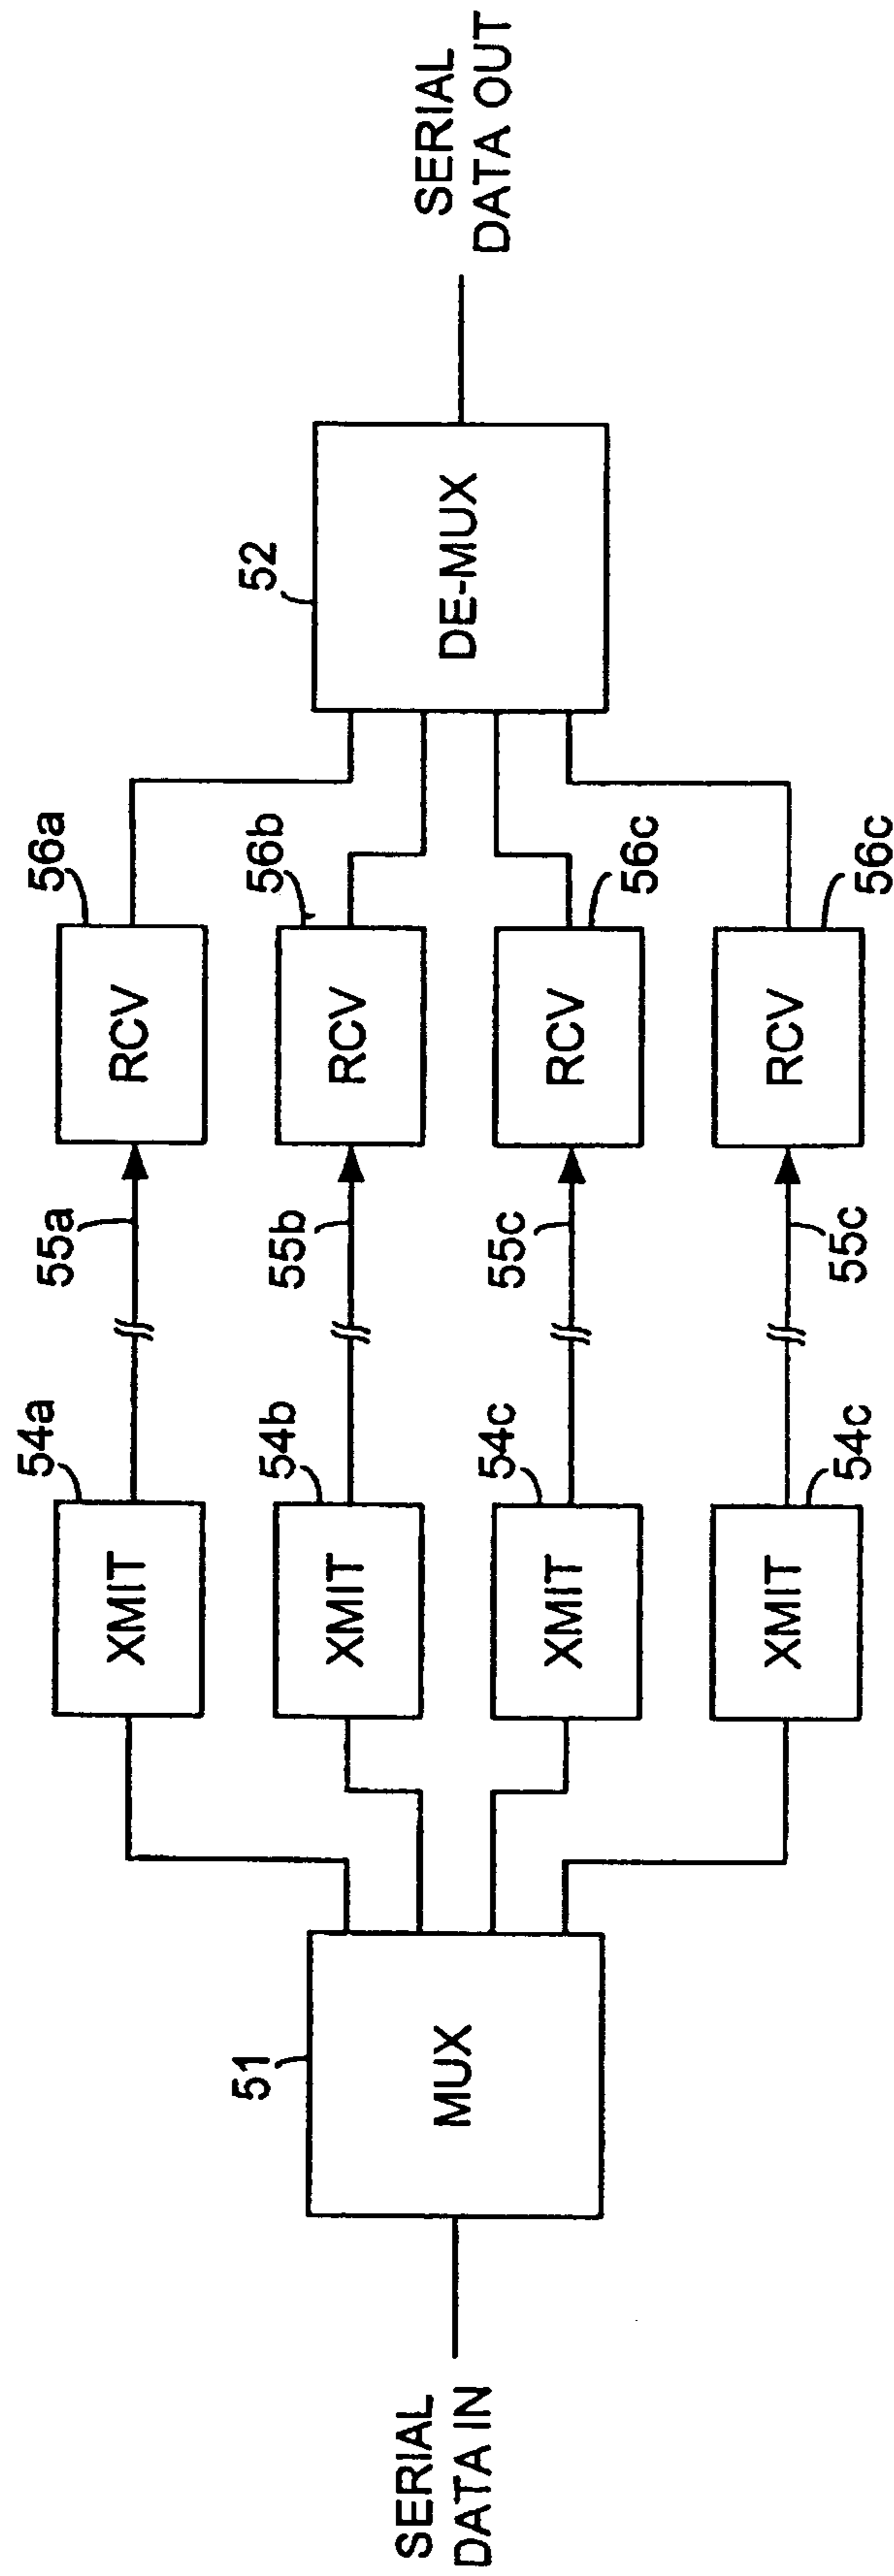 SERIAL
DATA IN
51
MUX
54a
XMIT
54b
XMIT
54c
XMIT
54c
XMIT
55a
55b
55c
55c
56a
RCV
56b
RCV
56c
RCV
56c
RCV
52
DE-MUX
SERIAL
DATA OUT